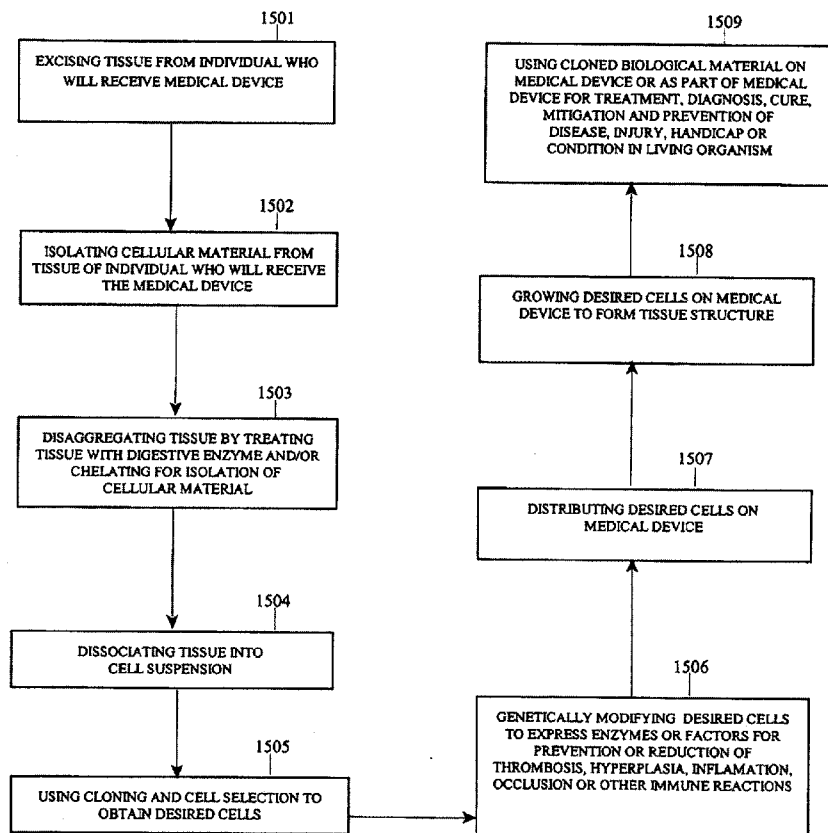 1501
EXCISING TISSUE FROM INDIVIDUAL WHO
WILL RECEIVE MEDICAL DEVICE
1502
ISOLATING CELLULAR MATERIAL FROM
TISSUE OF INDIVIDUAL WHO WILL RECEIVE
THE MEDICAL DEVICE
1503
DISAGGREGATING TISSUE BY TREATING
TISSUE WITH DIGESTIVE ENZYME AND/OR
CHELATING FOR ISOLATION OF
CELLULAR MATERIAL
1504
DISSOCIATING TISSUE INTO
CELL SUSPENSION
1505
USING CLONING AND CELL SELECTION TO
OBTAIN DESIRED CELLS
1506
GENETICALLY MODIFYING DESIRED CELLS
TO EXPRESS ENZYMES OR FACTORS FOR
PREVENTION OR REDUCTION OF
THROMBOSIS, HYPERPLASIA, INFLAMATION,
OCCLUSION OR OTHER IMMUNE REACTIONS
1507
DISTRIBUTING DESIRED CELLS ON
MEDICAL DEVICE
1508
GROWING DESIRED CELLS ON MEDICAL
DEVICE TO FORM TISSUE STRUCTURE
1509
USING CLONED BIOLOGICAL MATERIAL ON
MEDICAL DEVICE OR AS PART OF MEDICAL
DEVICE FOR TREATMENT, DIAGNOSIS, CURE,
MITIGATION AND PREVENTION OF
DISEASE, INJURY, HANDICAP OR
CONDITION IN LIVING ORGANISM